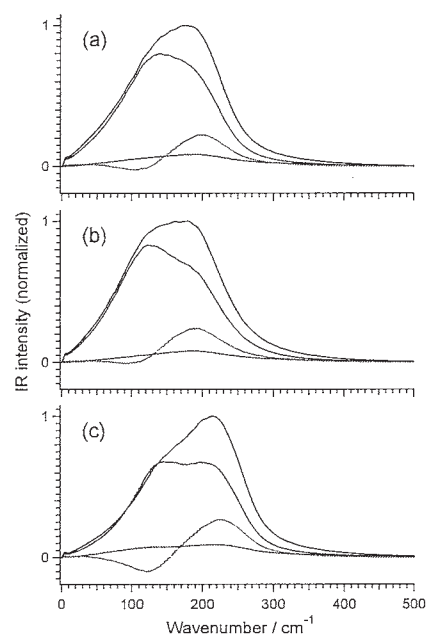 (a)
1
0
(b)
1
0
(c)
1
0
IR intensity (normalized)
0 100 200 300 400 500
Wavenumber / cm-1